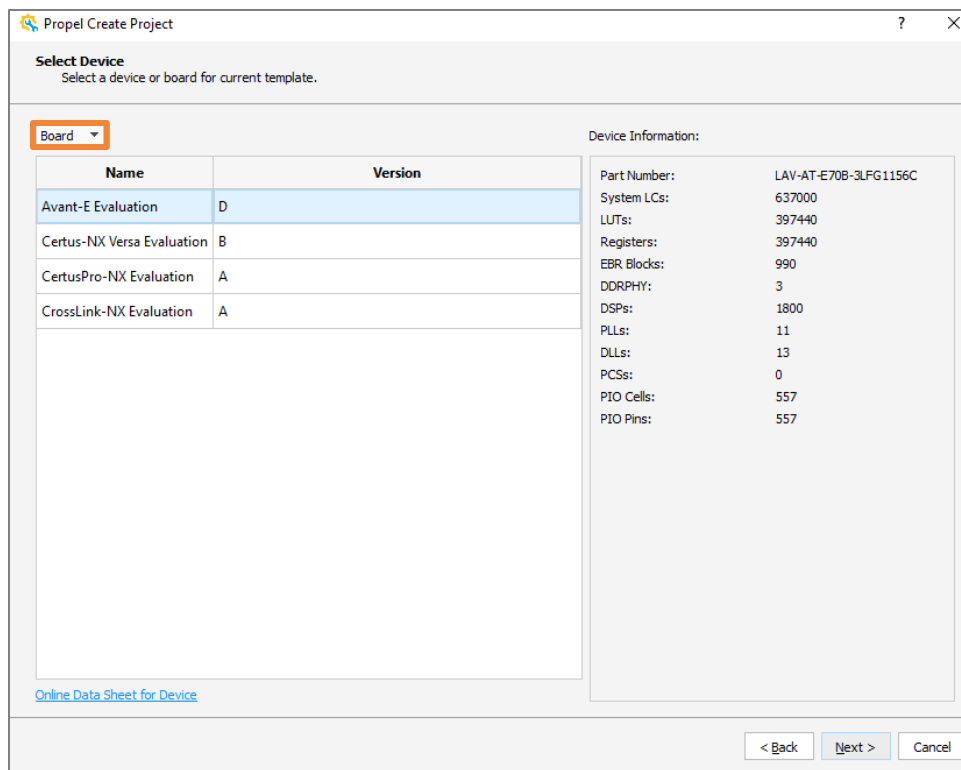 Propel Create Project
?
Select Device
Select a device or board for current template.
Board
Device Information:
Name Version
Avant-E Evaluation D
Certus-NX Versa Evaluation B
CertusPro-NX Evaluation A
CrossLink-NX Evaluation A
Part Number: LAV-AT-E70B-3LFG1156C
System LCs: 637000
LUTs: 397440
Registers: 397440
EBR Blocks: 990
DDRPHY: 3
DSPs: 1800
PLLs: 11
DLLs: 13
PCSs: 0
PIO Cells: 557
PIO Pins: 557
Online Data Sheet for Device
< Back Next > Cancel